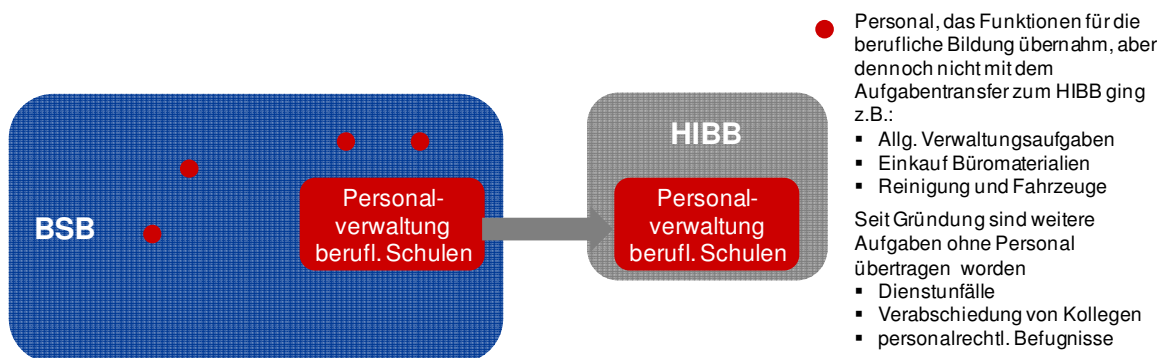 BSB
Personal-
verwaltung
berufl. Schulen
HIBB
Personal-
verwaltung
berufl. Schulen
Personal, das Funktionen für die
berufliche Bildung übernahm, aber
dennoch nicht mit dem
Aufgabentransfer zum HIBB ging
z.B.:
▪ Allg. Verwaltungsaufgaben
▪ Einkauf Büromaterialien
▪ Reinigung und Fahrzeuge
Seit Gründung sind weitere
Aufgaben ohne Personal
übertragen worden
▪ Dienstunfälle
▪ Verabschiedung von Kollegen
▪ personalrechtl. Befugnisse